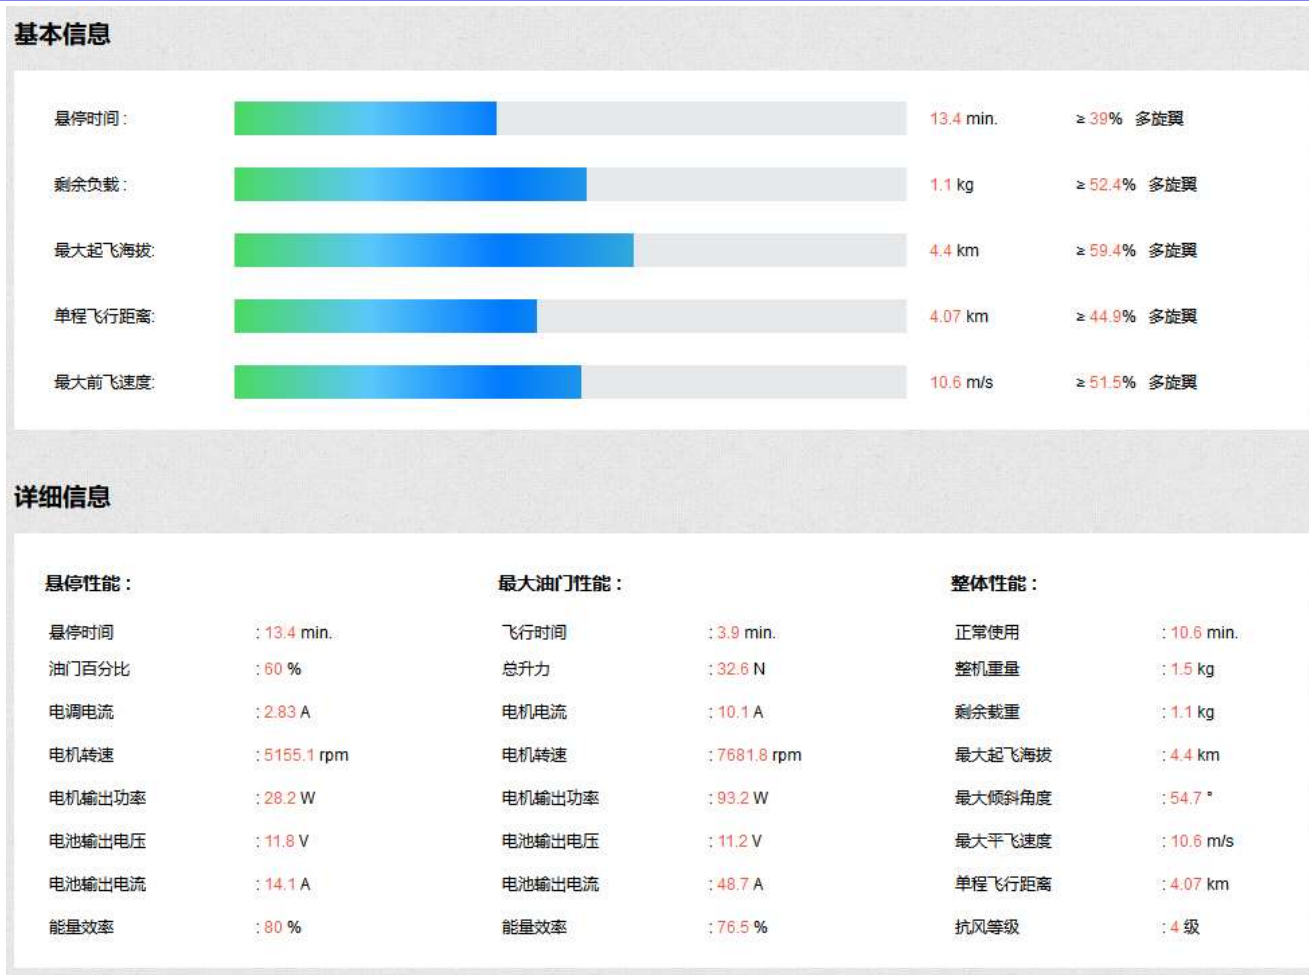 基本信息
悬停时间： 13.4 min. ≥ 39% 多旋翼
剩余负载： 1.1 kg ≥ 52.4% 多旋翼
最大起飞海拔: 4.4 km ≥ 59.4% 多旋翼
单程飞行距离: 4.07 km ≥ 44.9% 多旋翼
最大前飞速度: 10.6 m/s ≥ 51.5% 多旋翼
详细信息
悬停性能： 最大油门性能： 整体性能：
悬停时间 : 13.4 min. 飞行时间 : 3.9 min. 正常使用 : 10.6 min.
油门百分比 : 60 % 总升力 : 32.6 N 整机重量 : 1.5 kg
电调电流 : 2.83 A 电机电流 : 10.1 A 剩余载重 : 1.1 kg
电机转速 : 5155.1 rpm 电机转速 : 7681.8 rpm 最大起飞海拔 : 4.4 km
电机输出功率 : 28.2 W 电机输出功率 : 93.2 W 最大倾斜角度 : 54.7 °
电池输出电压 : 11.8 V 电池输出电压 : 11.2 V 最大平飞速度 : 10.6 m/s
电池输出电流 : 14.1 A 电池输出电流 : 48.7 A 单程飞行距离 : 4.07 km
能量效率 : 80 % 能量效率 : 76.5 % 抗风等级 : 4 级